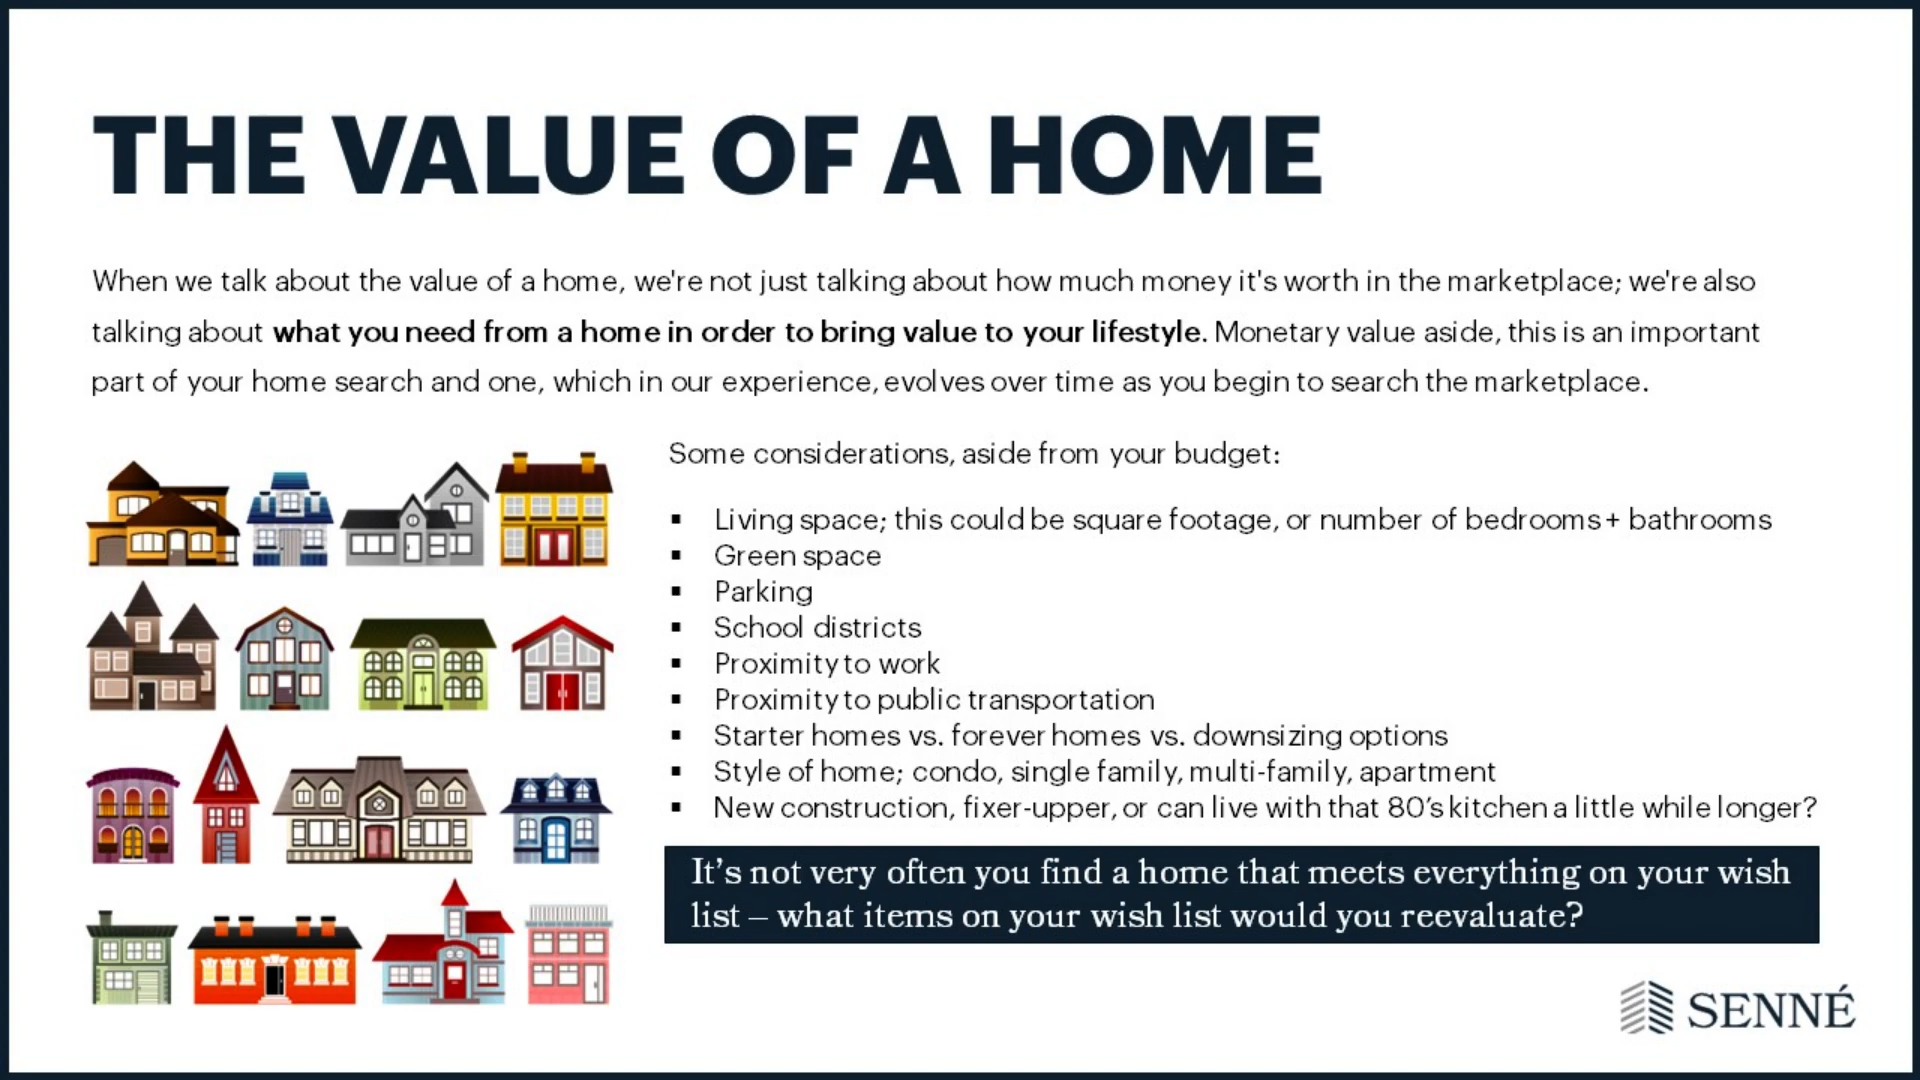 THE VALUE OF A HOME
When we talk about the value of a home, we're not just talking about how much money it's worth in the marketplace; we're also
talking about what you need from a home in order to bring value to your lifestyle. Monetary value aside, this is an important
part of your home search and one, which in our experience, evolves over time as you begin to search the marketplace.
Some considerations, aside from your budget:
▪ Living space; this could be square footage, or number of bedrooms + bathrooms
▪ Green space
▪ Parking
▪ School districts
▪ Proximity to work
▪ Proximity to public transportation
▪ Starter homes vs. forever homes vs. downsizing options
▪ Style of home; condo, single family, multi-family, apartment
▪ New construction, fixer-upper, or can live with that 80’s kitchen a little while longer?
It’s not very often you find a home that meets everything on your wish
list – what items on your wish list would you reevaluate?
SENNÉ